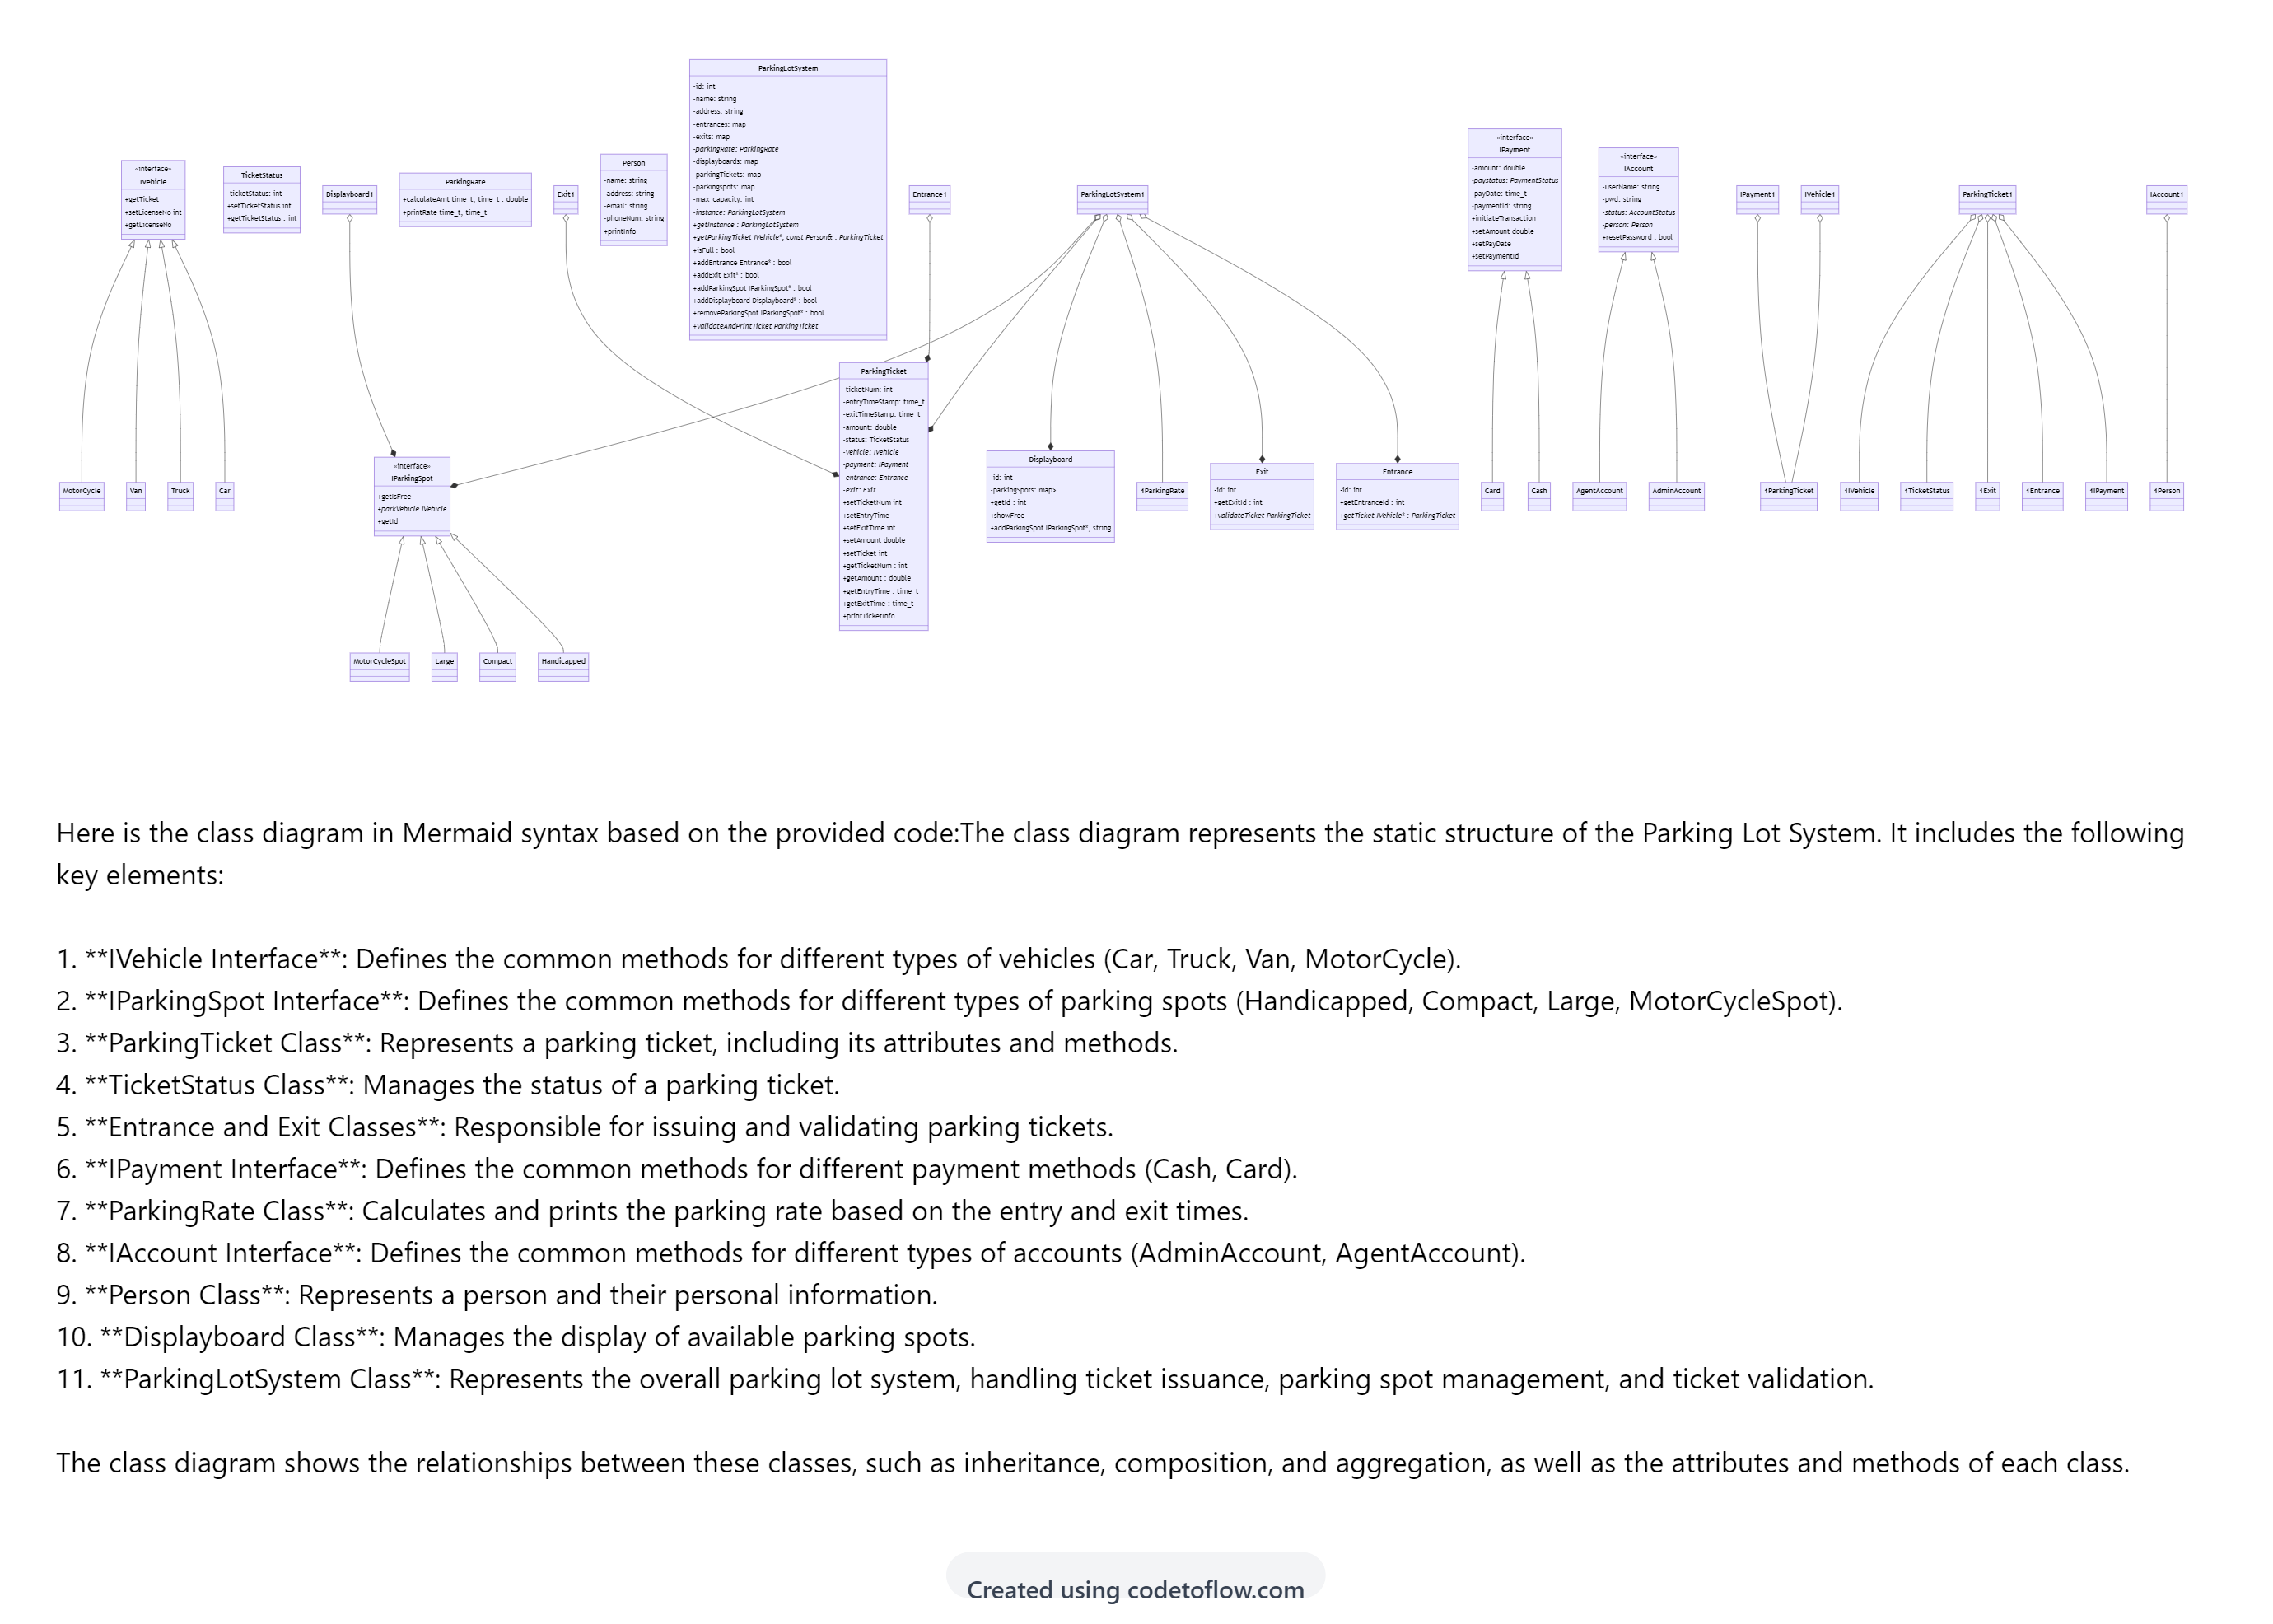 ParkingLotSystem
-id: int
-name: string
-address: string
-entrances: map
-exits: map
-parkingRate: ParkingRate
-displayboards: map
-parkingTickets: map
-parkingspots: map
-max_capacity: int
-instance: ParkingLotSystem
+getInstance : ParkingLotSystem
+getParkingTicket IVehicle*, const Person& : ParkingTicket
+isFull : bool
+addEntrance Entrance* : bool
+addExit Exit* : bool
+addParkingSpot IParkingSpot* : bool
+addDisplayboard Displayboard* : bool
+removeParkingSpot IParkingSpot* : bool
+validateAndPrintTicket ParkingTicket
«interface»
IVehicle
+getTicket
+setLicenseNo int
+getLicenseNo
TicketStatus
-ticketStatus: int
+setTicketStatus int
+getTicketStatus : int
Displayboard1
ParkingRate
+calculateAmt time_t, time_t : double
+printRate time_t, time_t
Exit1
Person
-name: string
-address: string
-email: string
-phoneNum: string
+printInfo
Entrance1
ParkingLotSystem1
«interface»
IPayment
-amount: double
-paystatus: PaymentStatus
-payDate: time_t
-paymentId: string
+initiateTransaction
+setAmount double
+setPayDate
+setPaymentId
«interface»
IAccount
-userName: string
-pwd: string
-status: AccountStatus
-person: Person
+resetPassword : bool
IPayment1
IVehicle1
ParkingTicket1
IAccount1
MotorCycle
Van
Truck
Car
«interface»
IParkingSpot
+getIsFree
+parkVehicle IVehicle
+getId
ParkingTicket
-ticketNum: int
-entryTimeStamp: time_t
-exitTimeStamp: time_t
-amount: double
-status: TicketStatus
-vehicle: IVehicle
-payment: IPayment
-entrance: Entrance
-exit: Exit
+setTicketNum int
+setEntryTime
+setExitTime int
+setAmount double
+setTicket int
+getTicketNum : int
+getAmount : double
+getEntryTime : time_t
+getExitTime : time_t
+printTicketInfo
Displayboard
-id: int
-parkingSpots: map>
+getId : int
+showFree
+addParkingSpot IParkingSpot*, string
1ParkingRate
Exit
-id: int
+getExitId : int
+validateTicket ParkingTicket
Entrance
-id: int
+getEntranceId : int
+getTicket IVehicle* : ParkingTicket
Card
Cash
AgentAccount
AdminAccount
1ParkingTicket
1IVehicle
1TicketStatus
1Exit
1Entrance
1IPayment
1Person
MotorCycleSpot
Large
Compact
Handicapped
Here is the class diagram in Mermaid syntax based on the provided code:The class diagram represents the static structure of the Parking Lot System. It includes the following
key elements:
1. **IVehicle Interface**: Defines the common methods for different types of vehicles (Car, Truck, Van, MotorCycle).
2. **IParkingSpot Interface**: Defines the common methods for different types of parking spots (Handicapped, Compact, Large, MotorCycleSpot).
3. **ParkingTicket Class**: Represents a parking ticket, including its attributes and methods.
4. **TicketStatus Class**: Manages the status of a parking ticket.
5. **Entrance and Exit Classes**: Responsible for issuing and validating parking tickets.
6. **IPayment Interface**: Defines the common methods for different payment methods (Cash, Card).
7. **ParkingRate Class**: Calculates and prints the parking rate based on the entry and exit times.
8. **IAccount Interface**: Defines the common methods for different types of accounts (AdminAccount, AgentAccount).
9. **Person Class**: Represents a person and their personal information.
10. **Displayboard Class**: Manages the display of available parking spots.
11. **ParkingLotSystem Class**: Represents the overall parking lot system, handling ticket issuance, parking spot management, and ticket validation.
The class diagram shows the relationships between these classes, such as inheritance, composition, and aggregation, as well as the attributes and methods of each class.
Created using codetoflow.com